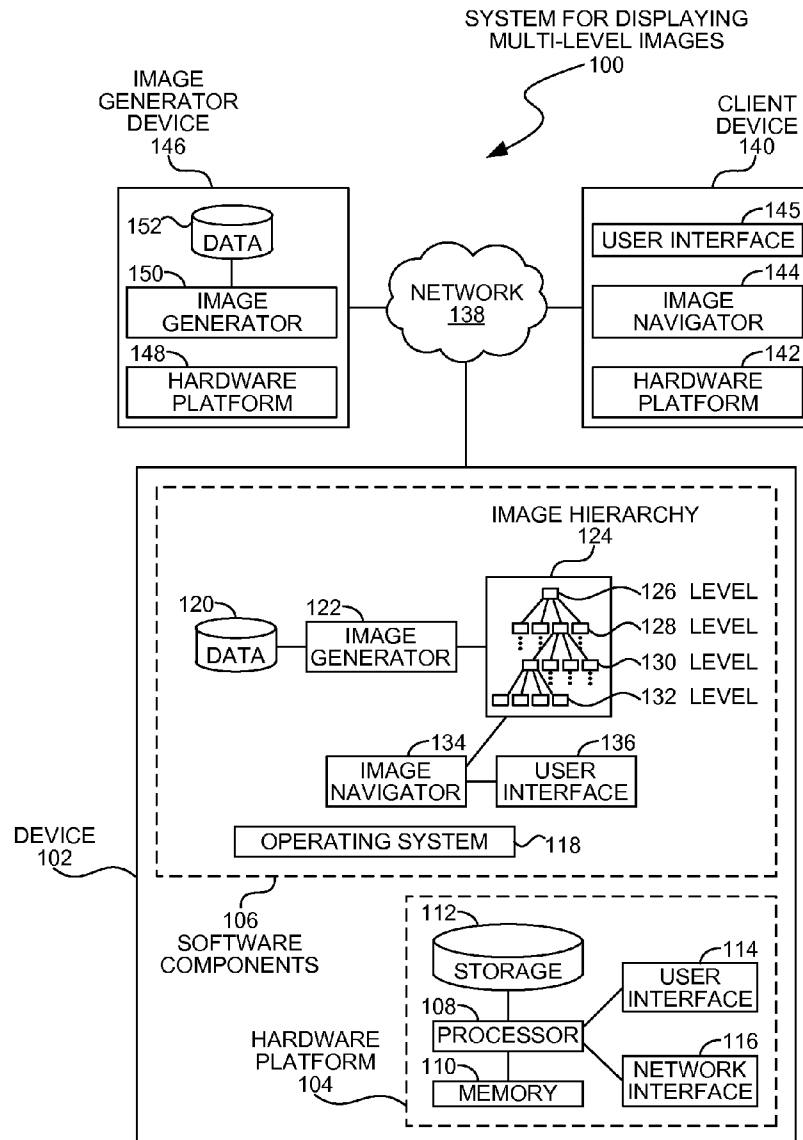 SYSTEM FOR DISPLAYING
MULTI-LEVEL IMAGES
100
IMAGE
GENERATOR
DEVICE
146
CLIENT
DEVICE
140
152
DATA
150
IMAGE
GENERATOR
148
HARDWARE
PLATFORM
NETWORK
138
145
USER INTERFACE
144
IMAGE
NAVIGATOR
142
HARDWARE
PLATFORM
IMAGE HIERARCHY
124
126 LEVEL
128 LEVEL
130 LEVEL
132 LEVEL
120
DATA
122
IMAGE
GENERATOR
134
IMAGE
NAVIGATOR
136
USER
INTERFACE
OPERATING SYSTEM
118
DEVICE
102
106
SOFTWARE
COMPONENTS
112
STORAGE
108
PROCESSOR
110
MEMORY
114
USER
INTERFACE
116
NETWORK
INTERFACE
HARDWARE
PLATFORM
104